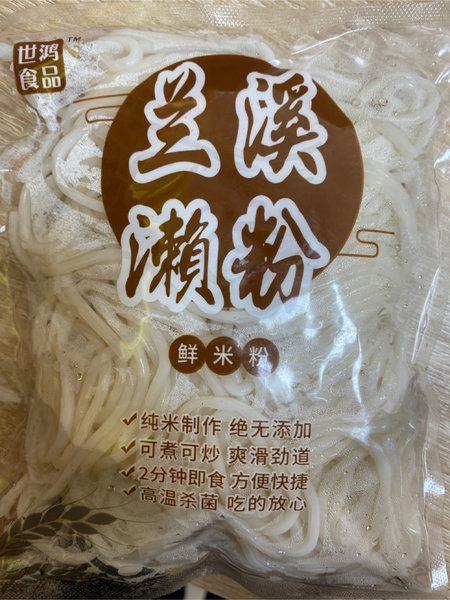 世鸿
食品
TM
兰溪
濑粉
鲜米粉
✓纯米制作 绝无添加
✓可煮可炒 爽滑劲道
✓2分钟即食 方便快捷
✓高温杀菌 吃的放心